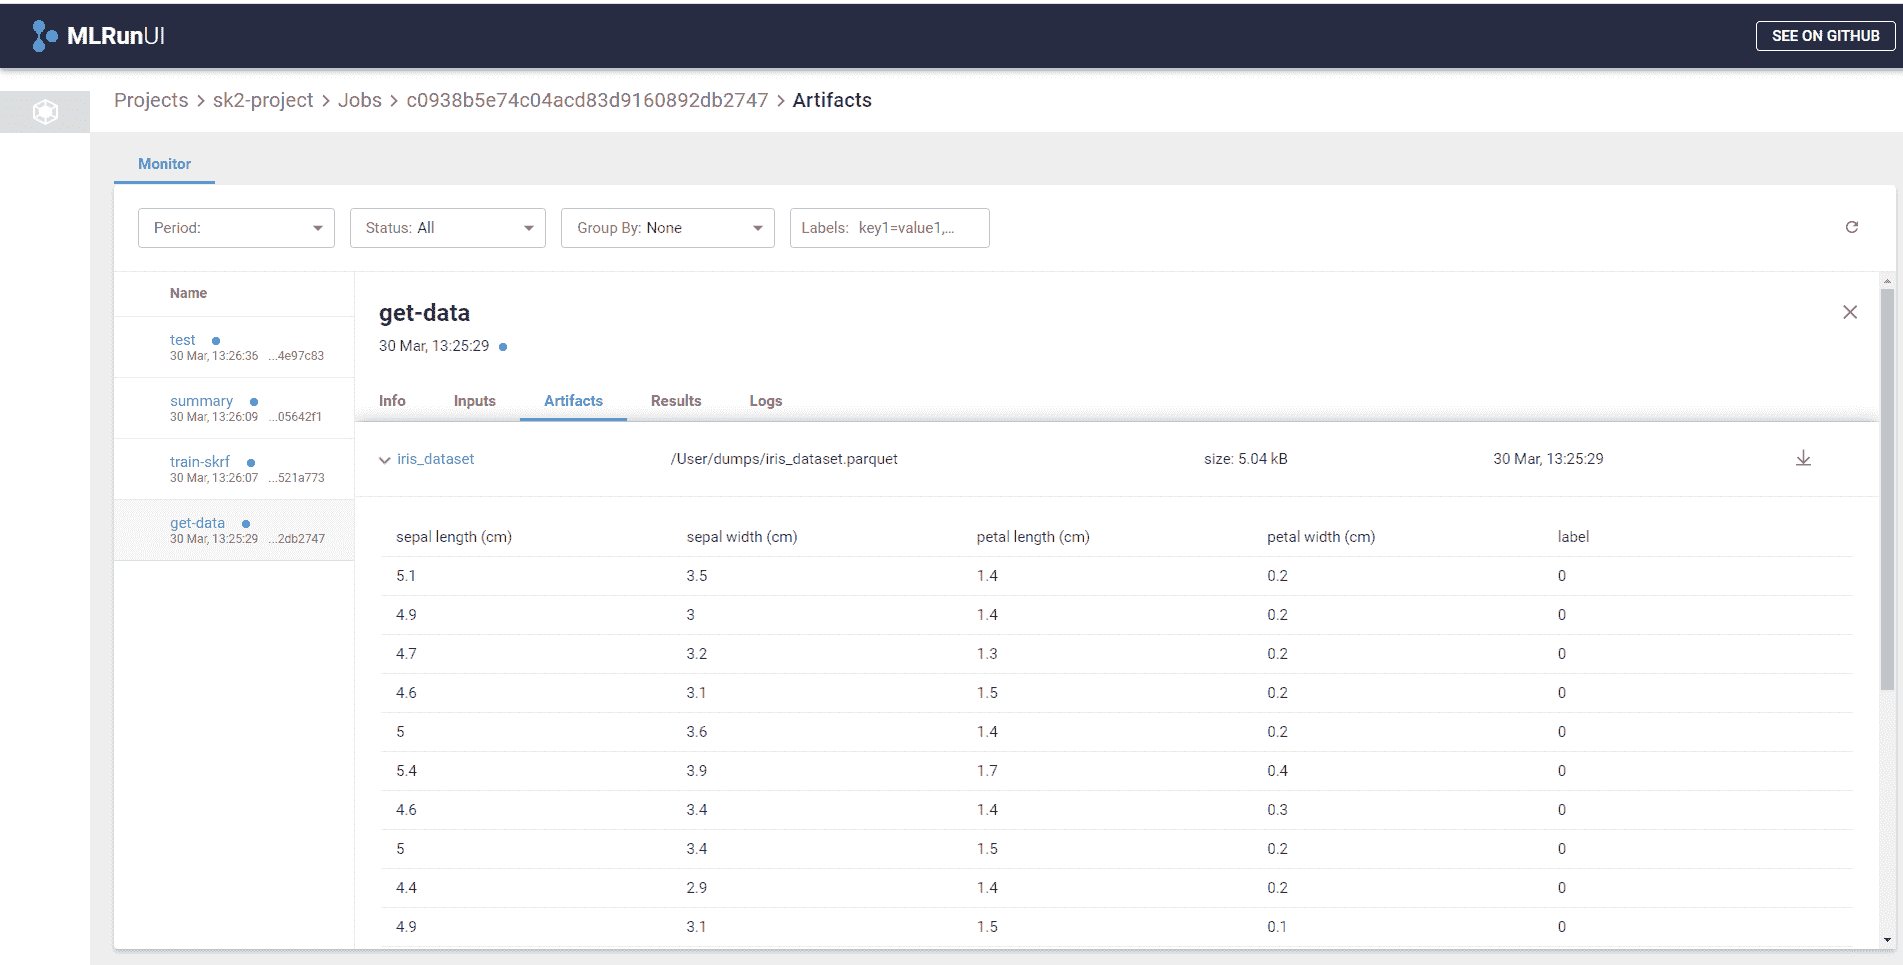 MLRunUI
SEE ON GITHUB
Projects > sk2-project > Jobs > c0938b5e74c04acd83d9160892db2747 > Artifacts
Monitor
Period:
Status: All
Group By: None
Labels: key1=value1,...
Name
test
30 Mar, 13:26:36 ...4e97c83
summary
30 Mar, 13:26:09 ...05642f1
train-skrf
30 Mar, 13:26:07 ...521a773
get-data
30 Mar, 13:25:29 ...2db2747
get-data
30 Mar, 13:25:29
Info Inputs Artifacts Results Logs
iris_dataset /User/dumps/iris_dataset.parquet size: 5.04 kB 30 Mar, 13:25:29
sepal length (cm) sepal width (cm) petal length (cm) petal width (cm) label
5.1 3.5 1.4 0.2 0
4.9 3 1.4 0.2 0
4.7 3.2 1.3 0.2 0
4.6 3.1 1.5 0.2 0
5 3.6 1.4 0.2 0
5.4 3.9 1.7 0.4 0
4.6 3.4 1.4 0.3 0
5 3.4 1.5 0.2 0
4.4 2.9 1.4 0.2 0
4.9 3.1 1.5 0.1 0